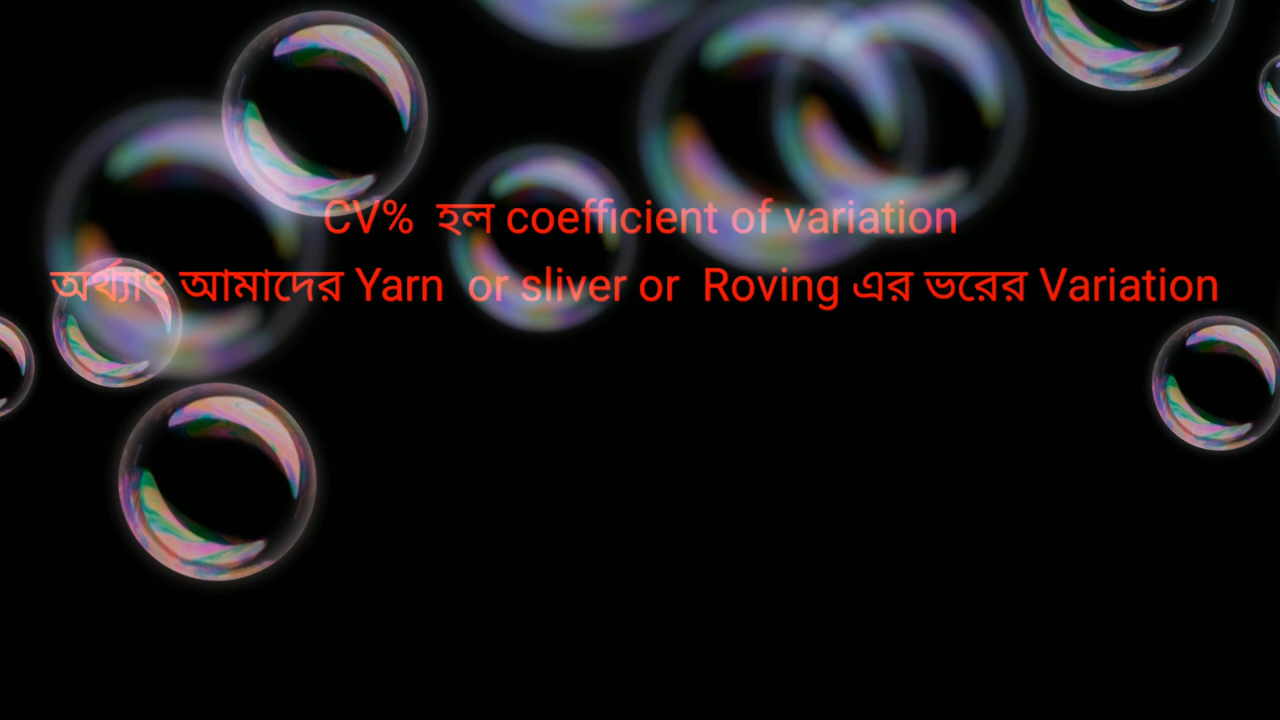 CV% হল coefficient of variation
অর্থ্যাৎ আমাদের Yarn or sliver or Roving এর ভরের Variation